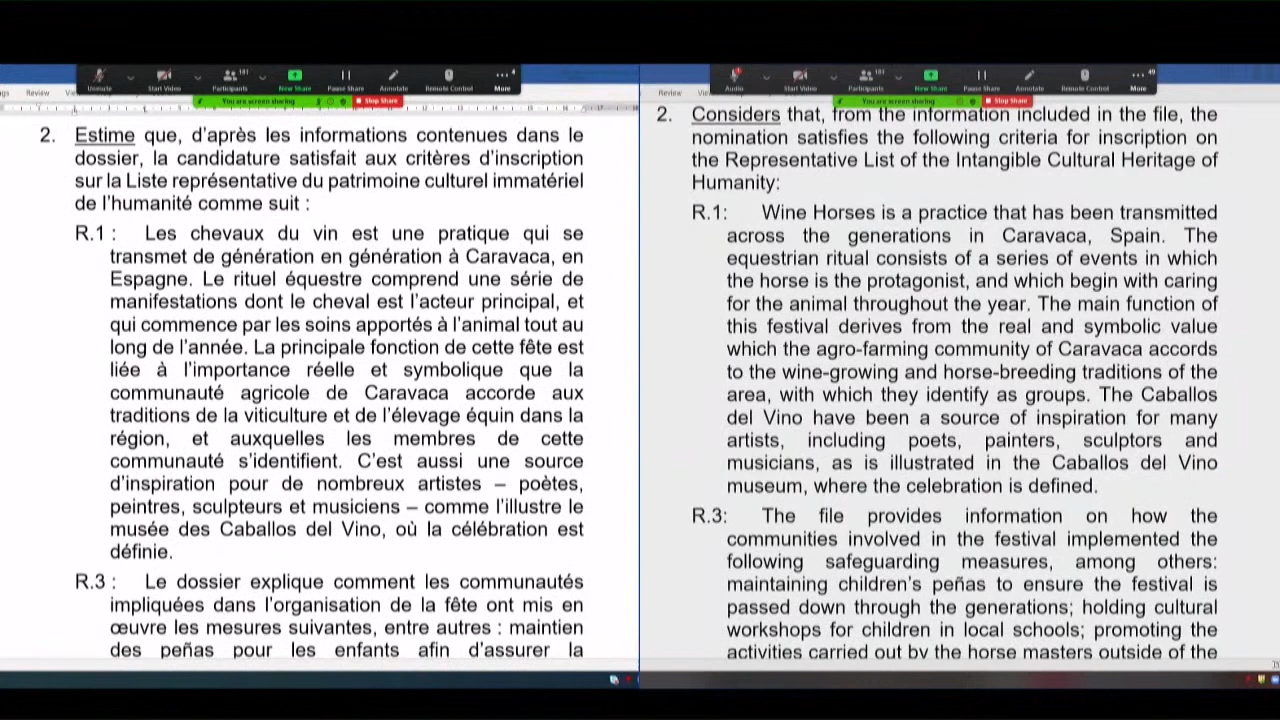 Unmute
Start Video
181
Participants
New Share
Pause Share
Annotate
Remote Control
More
You are screen sharing
Stop Share
Review
2. Estime que, d’après les informations contenues dans le
dossier, la candidature satisfait aux critères d’inscription
sur la Liste représentative du patrimoine culturel immatériel
de l’humanité comme suit :
R.1 : Les chevaux du vin est une pratique qui se
transmet de génération en génération à Caravaca, en
Espagne. Le rituel équestre comprend une série de
manifestations dont le cheval est l’acteur principal, et
qui commence par les soins apportés à l’animal tout au
long de l’année. La principale fonction de cette fête est
liée à l’importance réelle et symbolique que la
communauté agricole de Caravaca accorde aux
traditions de la viticulture et de l’élevage équin dans la
région, et auxquelles les membres de cette
communauté s’identifient. C’est aussi une source
d’inspiration pour de nombreux artistes – poètes,
peintres, sculpteurs et musiciens – comme l’illustre le
musée des Caballos del Vino, où la célébration est
définie.
R.3 : Le dossier explique comment les communautés
impliquées dans l’organisation de la fête ont mis en
œuvre les mesures suivantes, entre autres : maintien
des peñas pour les enfants afin d’assurer la
Audio
Start Video
181
Participants
New Share
Pause Share
Annotate
Remote Control
More
You are screen sharing
Stop Share
Review
2. Considers that, from the information included in the file, the
nomination satisfies the following criteria for inscription on
the Representative List of the Intangible Cultural Heritage of
Humanity:
R.1: Wine Horses is a practice that has been transmitted
across the generations in Caravaca, Spain. The
equestrian ritual consists of a series of events in which
the horse is the protagonist, and which begin with caring
for the animal throughout the year. The main function of
this festival derives from the real and symbolic value
which the agro-farming community of Caravaca accords
to the wine-growing and horse-breeding traditions of the
area, with which they identify as groups. The Caballos
del Vino have been a source of inspiration for many
artists, including poets, painters, sculptors and
musicians, as is illustrated in the Caballos del Vino
museum, where the celebration is defined.
R.3: The file provides information on how the
communities involved in the festival implemented the
following safeguarding measures, among others:
maintaining children’s peñas to ensure the festival is
passed down through the generations; holding cultural
workshops for children in local schools; promoting the
activities carried out by the horse masters outside of the